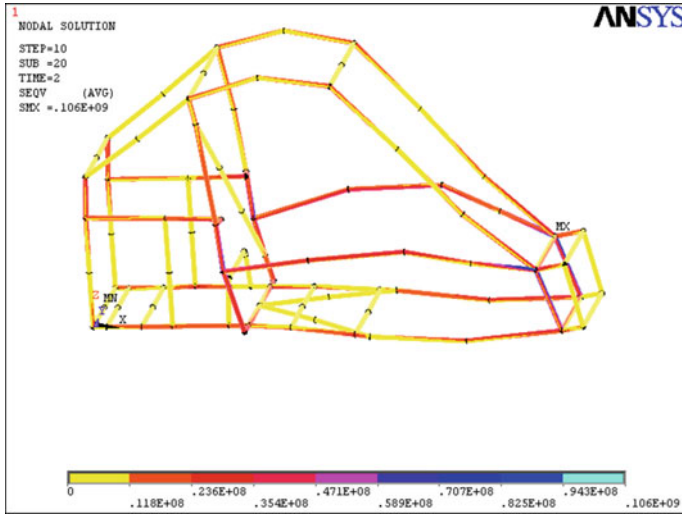 1
NODAL SOLUTION
STEP=10
SUB =20
TIME=2
SEQV (AVG)
SMX =.106E+09
ANSYS
MX
MN
Z
Y
X
0 .236E+08 .471E+08 .707E+08 .943E+08
.118E+08 .354E+08 .589E+08 .825E+08 .106E+09